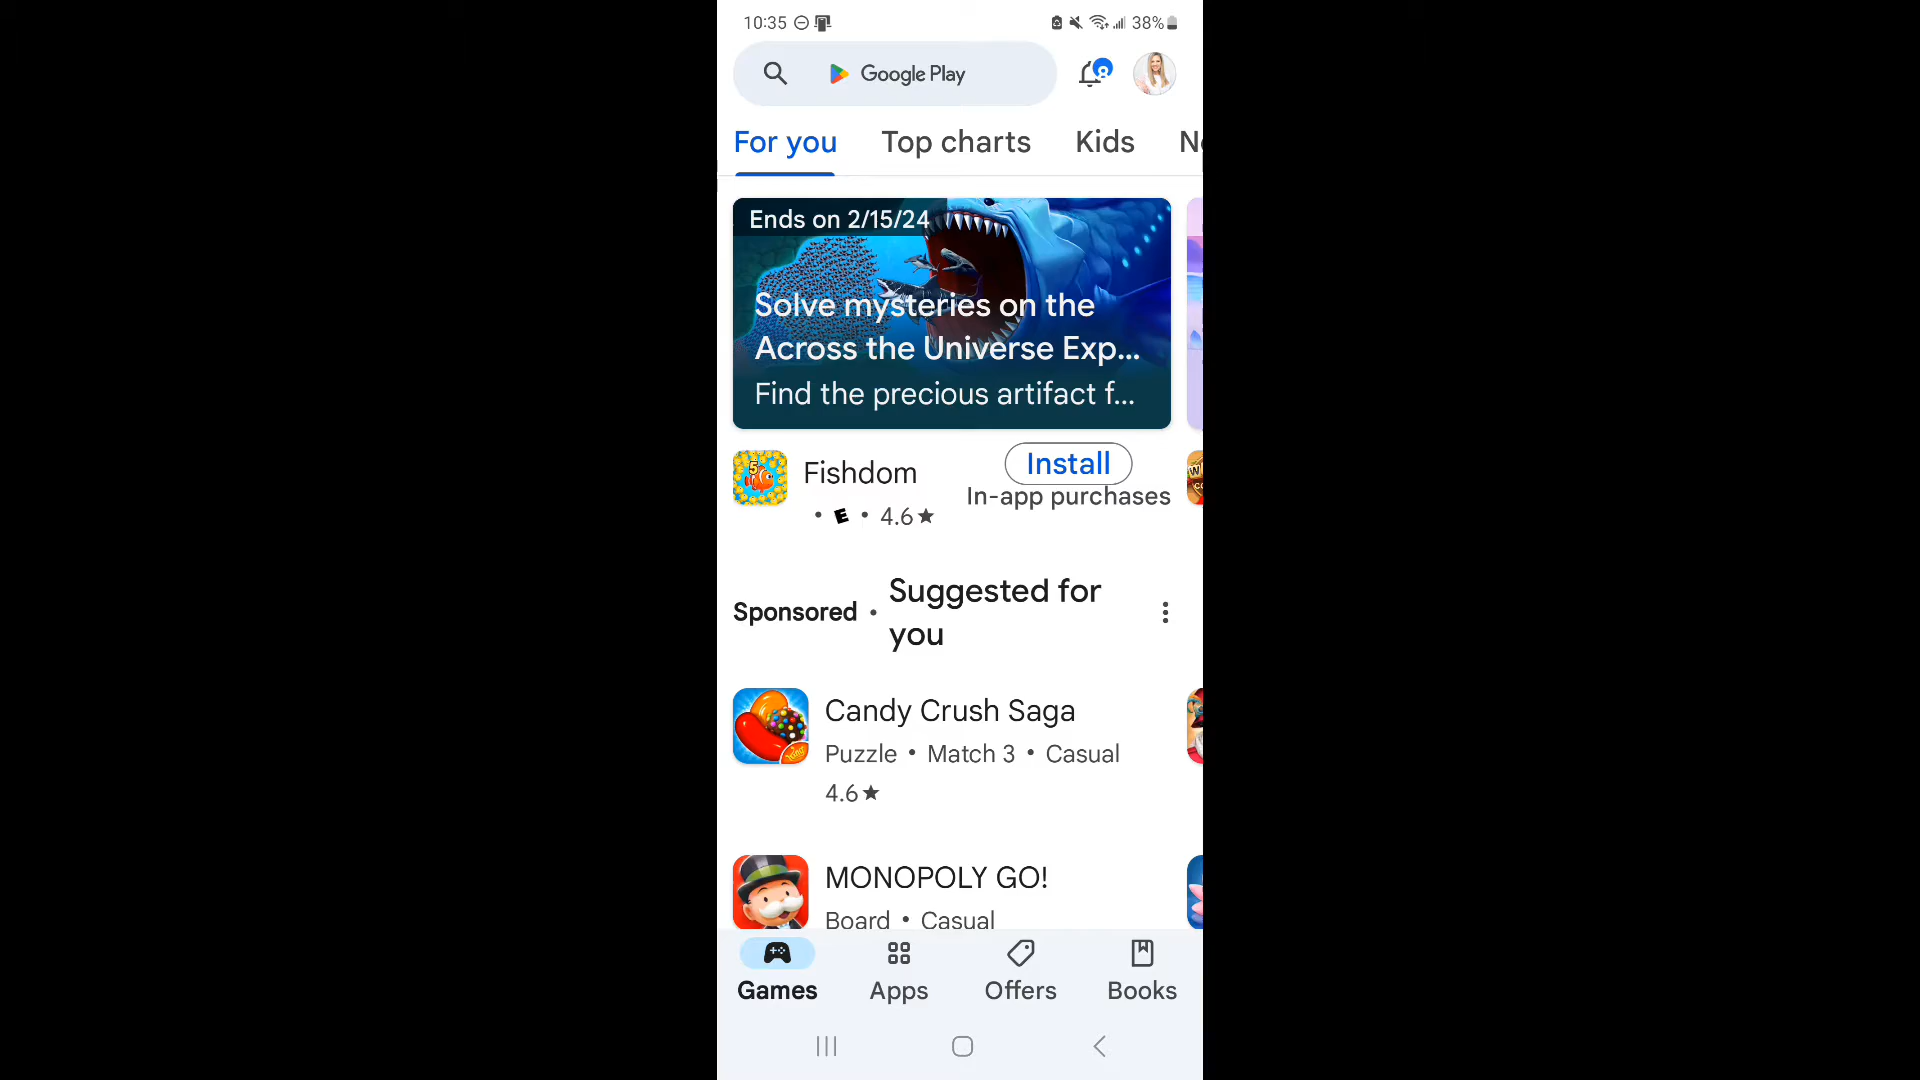 10:35 38%
Google Play
For you Top charts Kids
Ends on 2/15/24
Solve mysteries on the
Across the Universe Exp...
Find the precious artifact f...
5
Fishdom Install
In-app purchases
• E • 4.6★
Sponsored • Suggested for
you
Candy Crush Saga
Puzzle • Match 3 • Casual
King
4.6★
MONOPOLY GO!
Board • Casual
Games Apps Offers Books